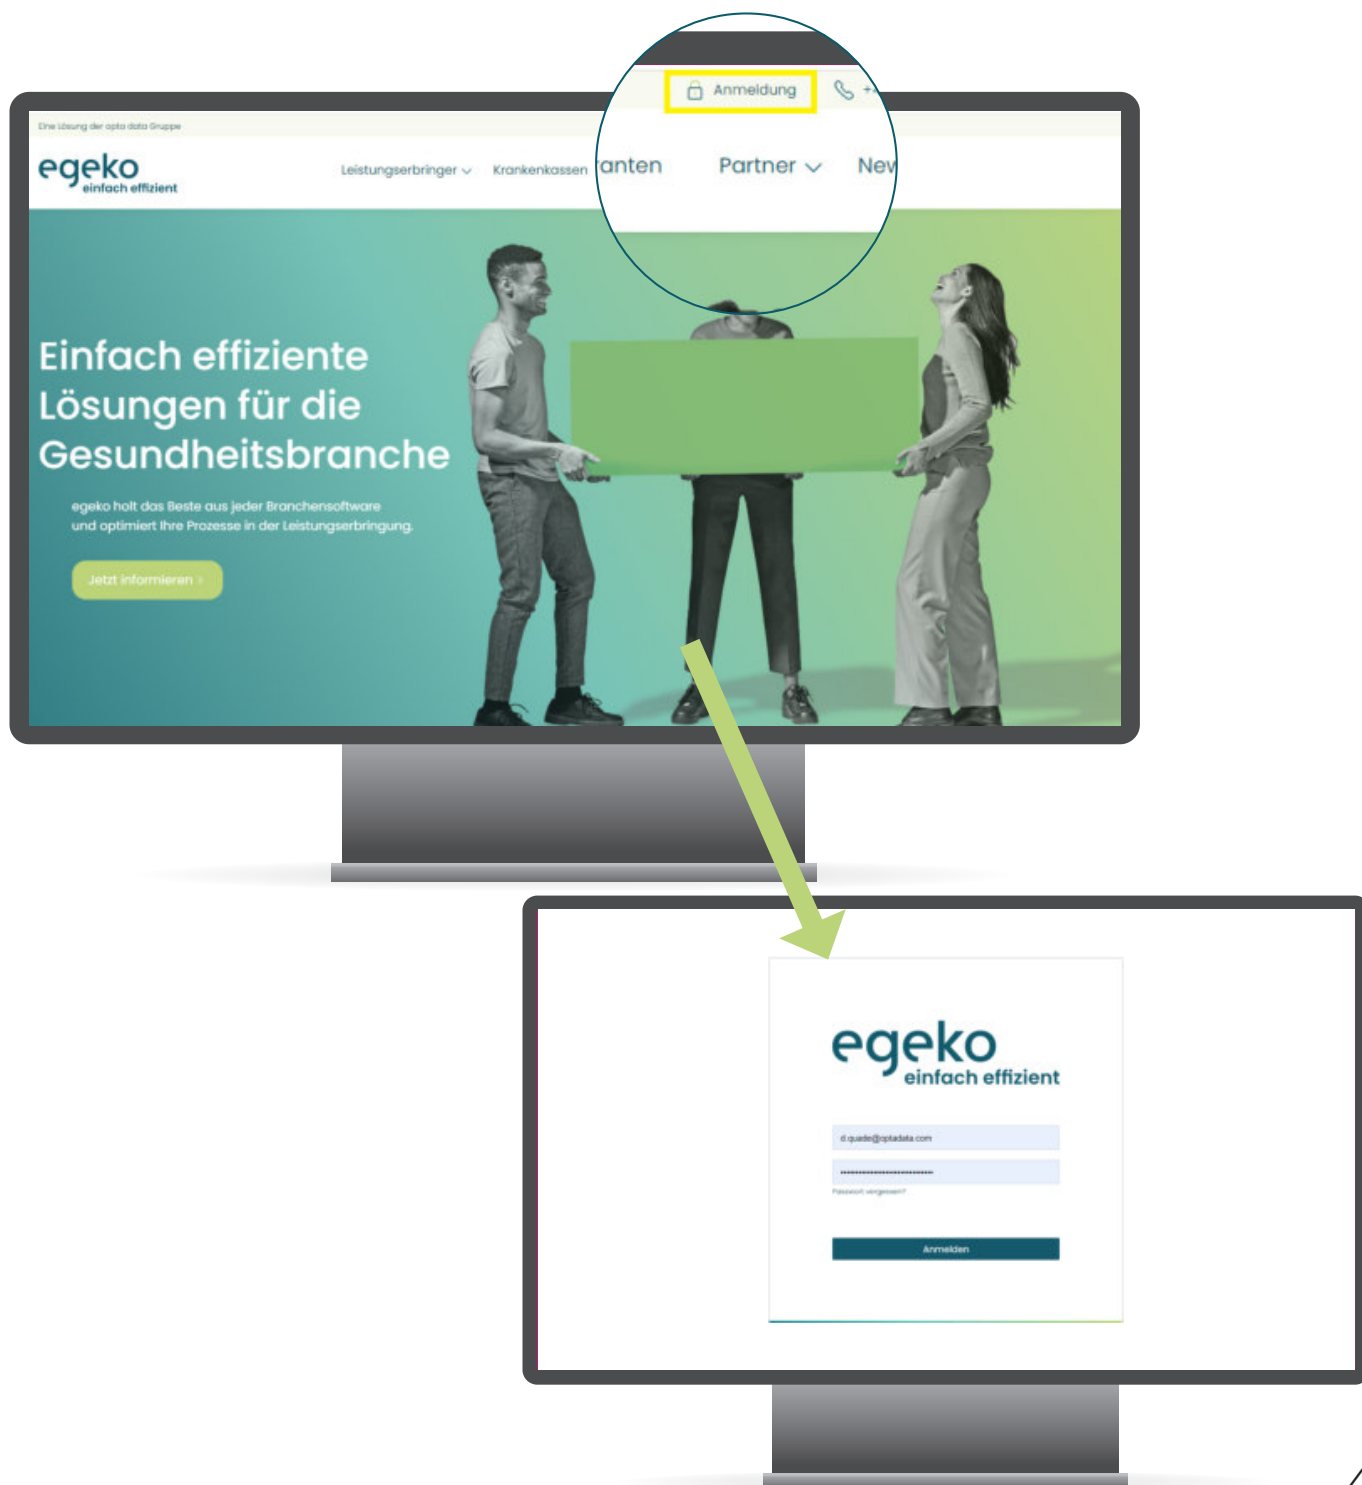 Anmeldung
Eine Lösung der opta data Gruppe
egeko
einfach effizient
Leistungserbringer
Krankenkassen
ranten
Partner
New
Einfach effiziente
Lösungen für die
Gesundheitsbranche
egeko holt das Beste aus jeder Branchensoftware
und optimiert Ihre Prozesse in der Leistungserbringung.
Jetzt informieren >
egeko
einfach effizient
d.quade@optadata.com
Passwort vergessen?
Anmelden